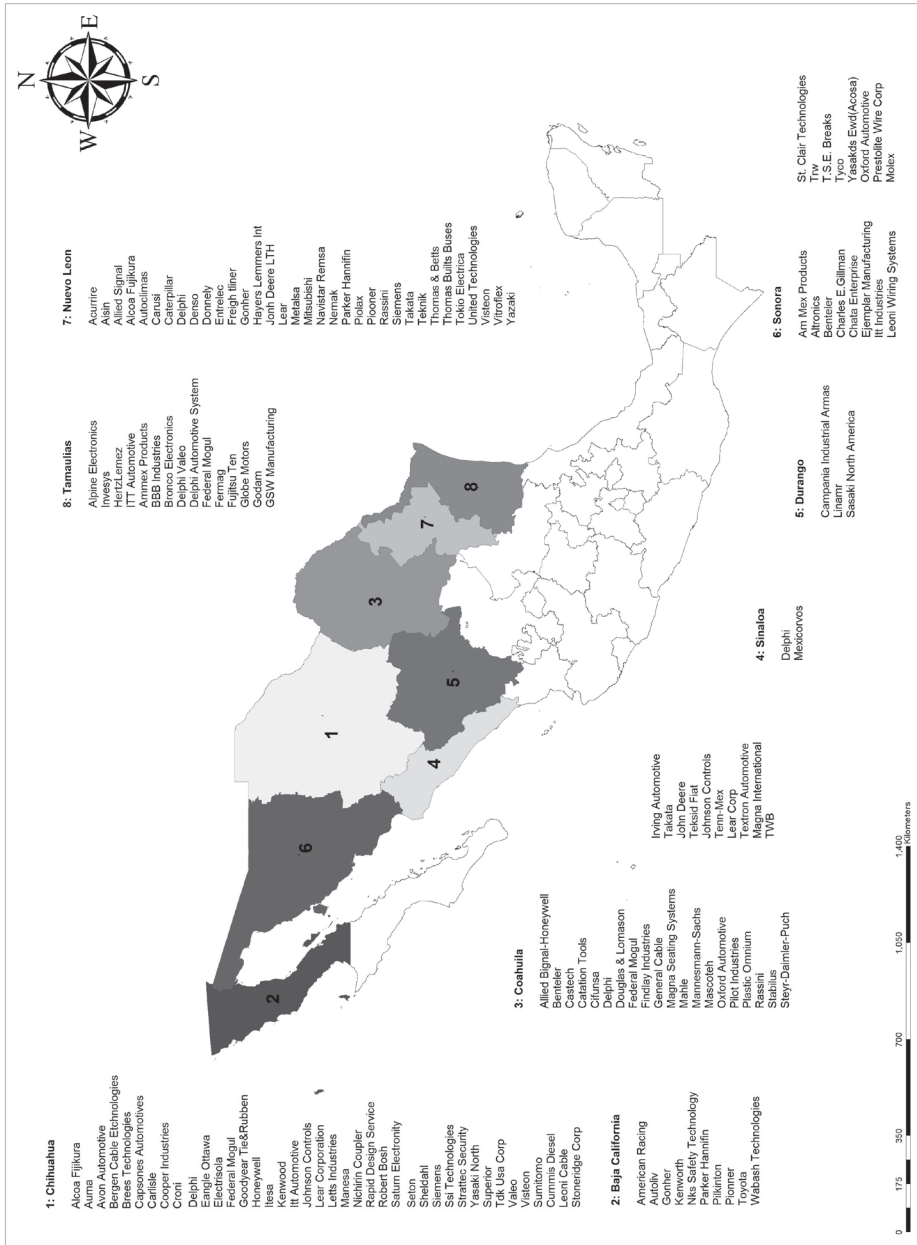 N
E
W
S
1: Chihuahua
Alcoa Fijikura
Auma
Avon Automotive
Bergen Cable Etchnologies
Brees Technologies
Capsones Automotives
Carlisle
Cooper Industries
Croni
Delphi
Eangle Ottawa
Electrisola
Federal Mogul
Goodyear Tie&Rubben
Honeywell
Itesa
Kenwood
Itt Automotive
Johnson Controls
Lear Corporation
Letts Industries
Manesa
Nichirin Coupler
Rapid Design Service
Robert Bosh
Saturn Electronity
Seton
Sheldahl
Siemens
Ssi Technologies
Strattec Security
Yasaki North
Superior
Tdk Usa Corp
Valeo
Visteon
Sumitomo
Cummis Diesel
Leoni Cable
Stoneridge Corp
2: Baja California
American Racing
Autoliv
Gonher
Kenworth
Nks Safety Technology
Parker Hannifin
Pilkinton
Pionner
Toyota
Wabash Technologies
3: Coahuila
Allied Bignal-Honeywell
Benteler
Castech
Catation Tools
Cifunsa
Delphi
Douglas & Lomason
Federal Mogul
Findlay Industries
General Cable
Magna Seating Systems
Mahle
Mannesmann-Sachs
Mascoteh
Oxford Automotive
Pilot Industries
Plastic Omnium
Rassini
Stabilus
Steyr-Daimler-Puch
Irving Automotive
Takata
John Deere
Teksid Fiat
Johnson Controls
Tenn-Mex
Lear Corp
Textron Automotive
Magna International
TWB
4: Sinaloa
Delphi
Mexicorvos
5: Durango
Campania Industrial Armas
Linamr
Sasaki North America
6: Sonora
Am Mex Products
Altronics
Benteler
Charles E.Gillman
Chata Enterprise
Ejemplar Manufacturing
Itt Industries
Leoni Wiring Systems
St. Clair Technologies
Trw
T.S.E. Breaks
Tyco
Yasakds Ewd(Acosa)
Oxford Automotive
Prestolite Wire Corp
Molex
7: Nuevo Leon
Acurrire
Aisin
Allied Signal
Alcoa Fujikura
Autoclimas
Carusi
Caterpillar
Delphi
Denso
Donnely
Entrelec
Freigh tliner
Gonher
Hayers Lemmers Int
Jonh Deere LTH
Lear
Metalsa
Mitsubishi
Navistar Remsa
Nemak
Parker Hannifin
Piolax
Piooner
Rassini
Siemens
Takata
Teknik
Thomas & Betts
Thomas Builts Buses
Tokio Electrica
United Technologies
Visteon
Vitroflex
Yazaki
8: Tamaulias
Alpine Electronics
Invesys
HertzLemez
ITT Automotive
Ammex Products
BBB Industries
Bronco Electronics
Delphi Valeo
Delphi Automotive System
Federal Mogul
Fermag
Fujitsu Ten
Globe Motors
Godam
GSW Manufacturing
1
2
3
4
5
6
7
8
0 175 350 700 1,050 1,400
Kilometers